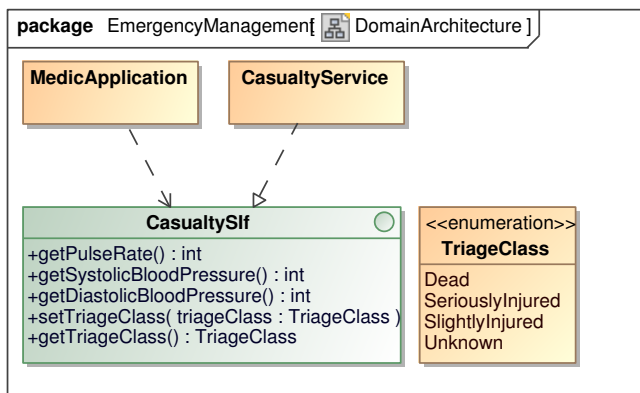 package EmergencyManagement[ DomainArchitecture ]
MedicApplication
CasualtyService
CasualtySIf
+getPulseRate() : int
+getSystolicBloodPressure() : int
+getDiastolicBloodPressure() : int
+setTriageClass( triageClass : TriageClass )
+getTriageClass() : TriageClass
<<enumeration>>
TriageClass
Dead
SeriouslyInjured
SlightlyInjured
Unknown